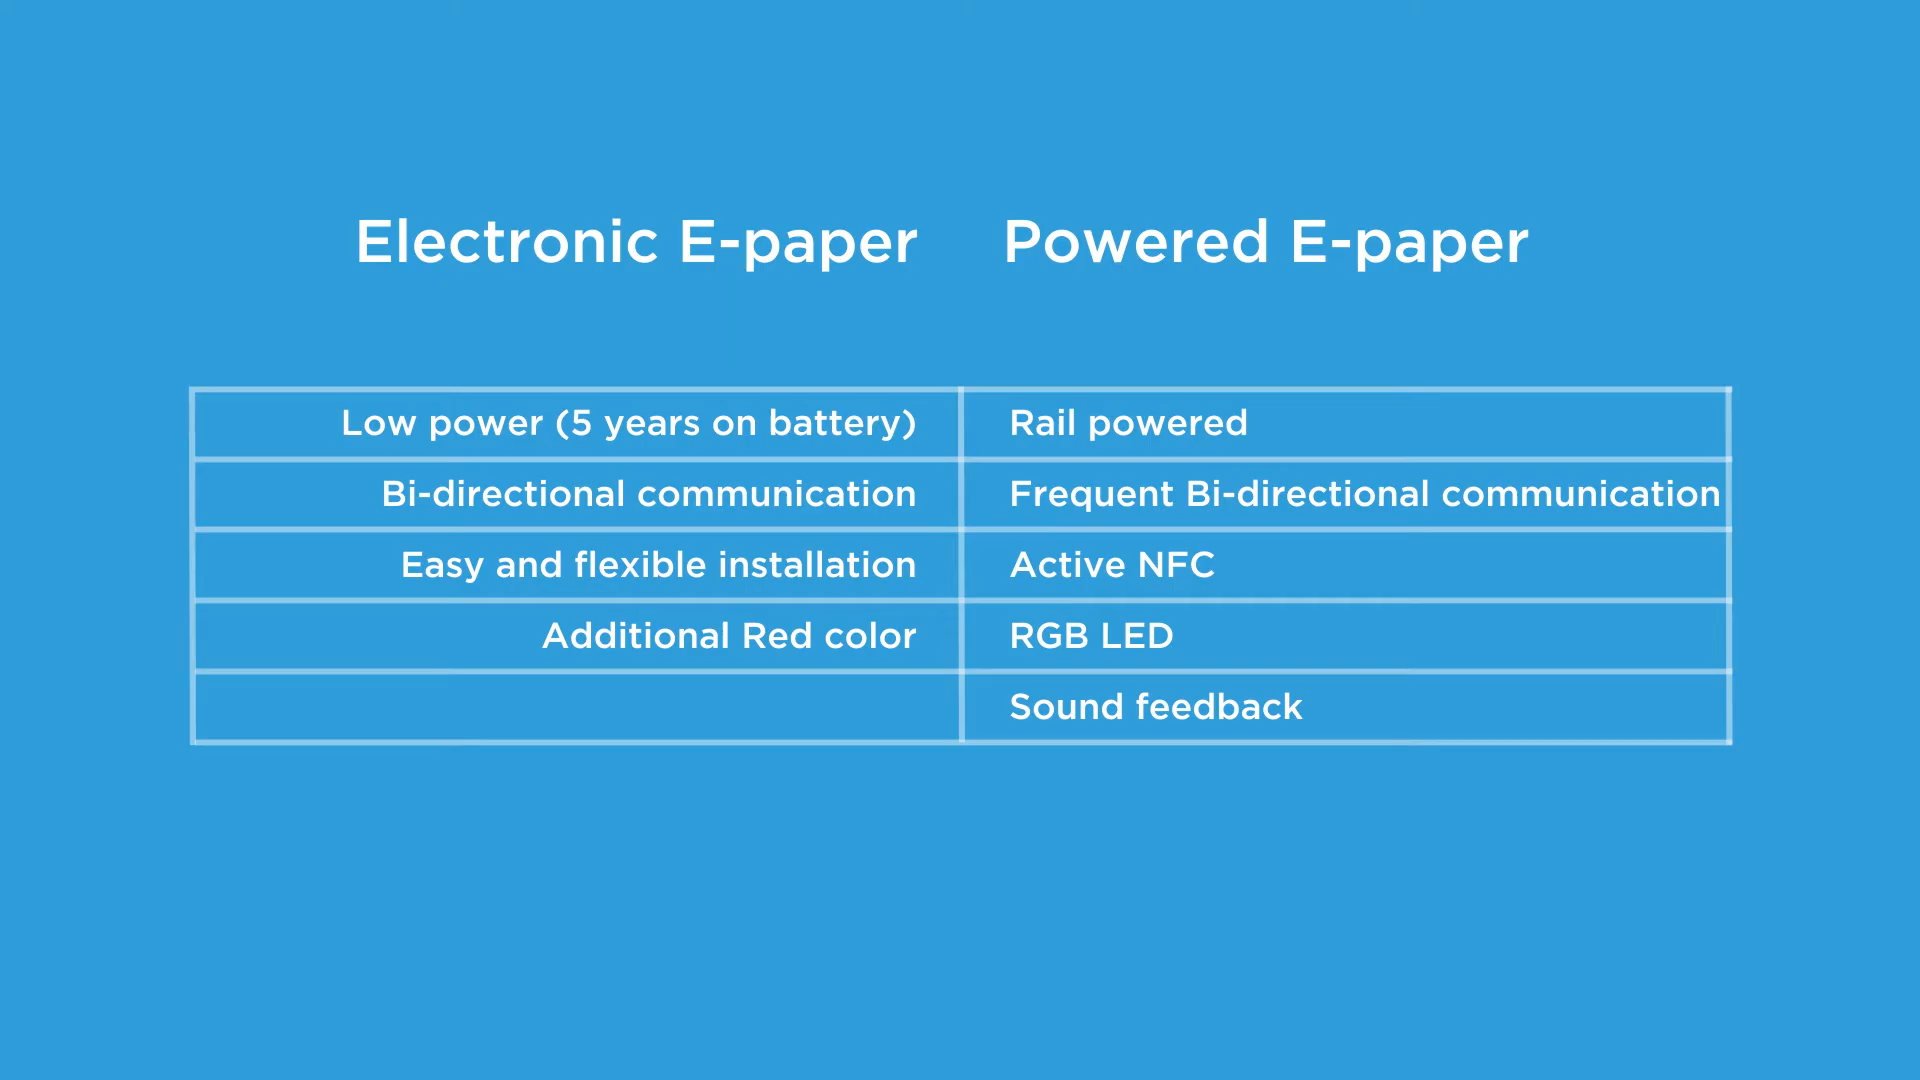 Electronic E-paper Powered E-paper
Low power (5 years on battery) Rail powered
Bi-directional communication Frequent Bi-directional communication
Easy and flexible installation Active NFC
Additional Red color RGB LED
Sound feedback